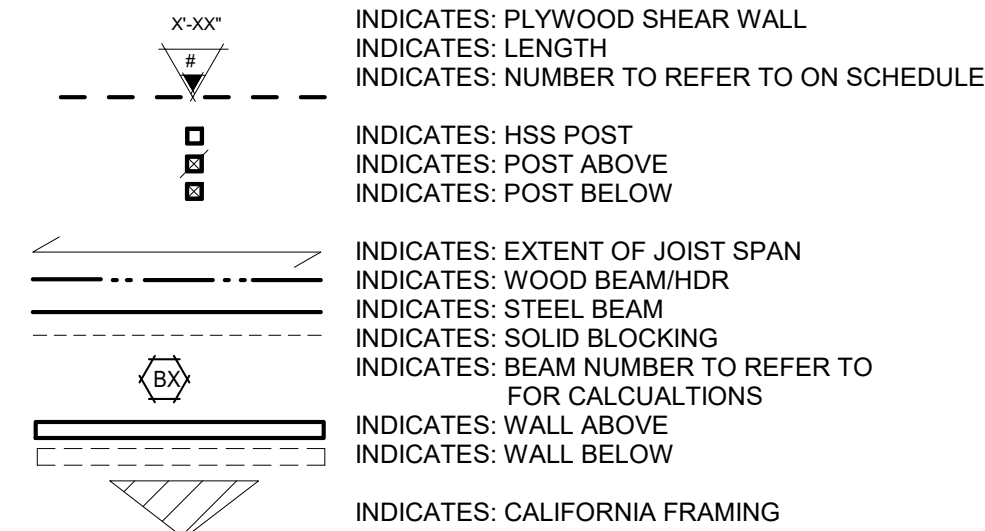 X'-XX"
INDICATES: PLYWOOD SHEAR WALL
INDICATES: LENGTH
#
INDICATES: NUMBER TO REFER TO ON SCHEDULE
INDICATES: HSS POST
INDICATES: POST ABOVE
INDICATES: POST BELOW
INDICATES: EXTENT OF JOIST SPAN
INDICATES: WOOD BEAM/HDR
INDICATES: STEEL BEAM
INDICATES: SOLID BLOCKING
BX
INDICATES: BEAM NUMBER TO REFER TO
FOR CALCUALTIONS
INDICATES: WALL ABOVE
INDICATES: WALL BELOW
INDICATES: CALIFORNIA FRAMING